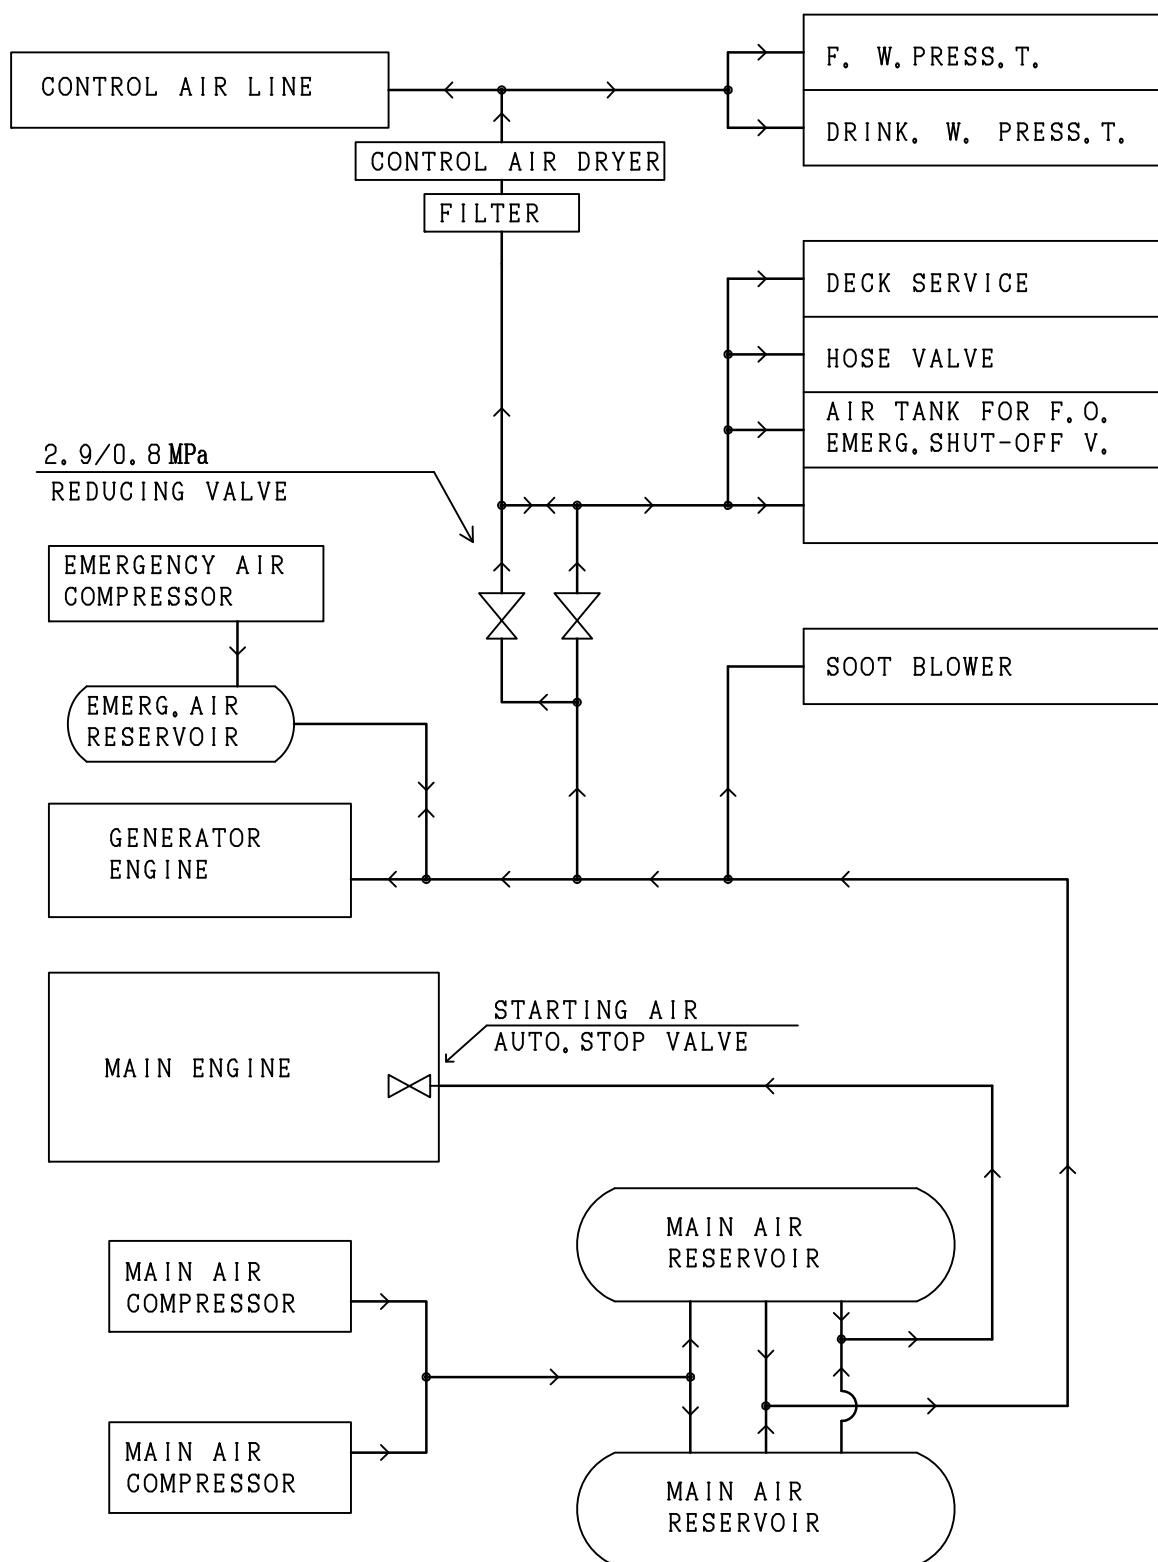 F. W. PRESS. T.
CONTROL AIR LINE
DRINK. W. PRESS. T.
CONTROL AIR DRYER
FILTER
DECK SERVICE
HOSE VALVE
AIR TANK FOR F. O.
EMERG. SHUT-OFF V.
2. 9/0. 8 MPa
REDUCING VALVE
EMERGENCY AIR
COMPRESSOR
SOOT BLOWER
EMERG. AIR
RESERVOIR
GENERATOR
ENGINE
STARTING AIR
AUTO. STOP VALVE
MAIN ENGINE
MAIN AIR
RESERVOIR
MAIN AIR
COMPRESSOR
MAIN AIR
COMPRESSOR
MAIN AIR
RESERVOIR